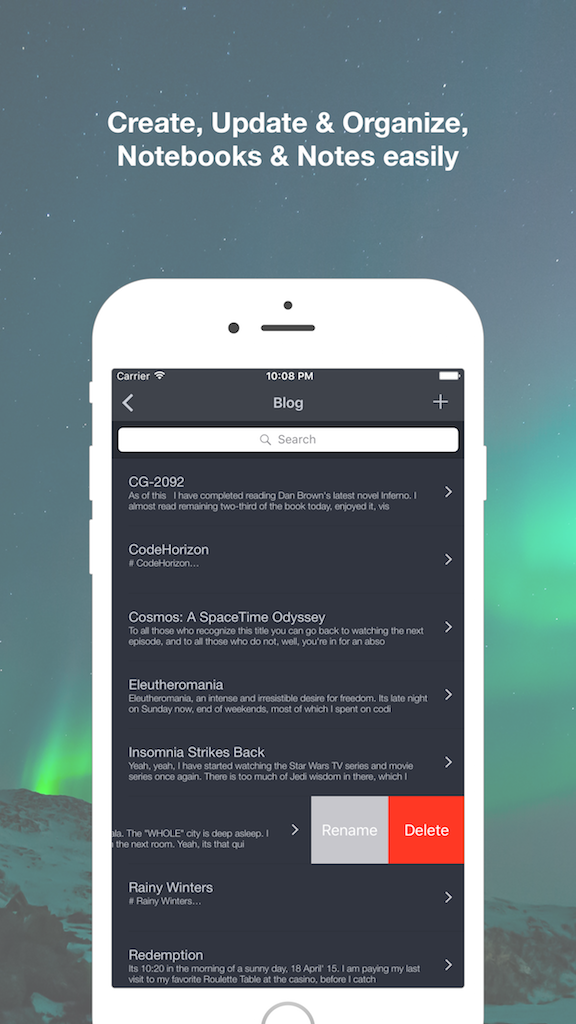 Create, Update & Organize,
Notebooks & Notes easily
Carrier 10:08 PM
Blog
Search
CG-2092
As of this I have completed reading Dan Brown's latest novel Inferno. I
almost read remaining two-third of the book today, enjoyed it, vis
CodeHorizon
# CodeHorizon...
Cosmos: A SpaceTime Odyssey
To all those who recognize this title you can go back to watching the next
episode, and to all those who do not, well, you're in for an abso
Eleutheromania
Eleutheromania, an intense and irresistible desire for freedom. Its late night
on Sunday now, end of weekends, most of which I spent on codi
Insomnia Strikes Back
Yeah, yeah, I have started watching the Star Wars TV series and movie
series once again. There is too much of Jedi wisdom in there, which I
ala. The "WHOLE" city is deep asleep. I
the next room. Yeah, its that qui
Rename Delete
Rainy Winters
# Rainy Winters...
Redemption
Its 10:20 in the morning of a sunny day, 18 April' 15. I am paying my last
visit to my favorite Roulette Table at the casino, before I catch